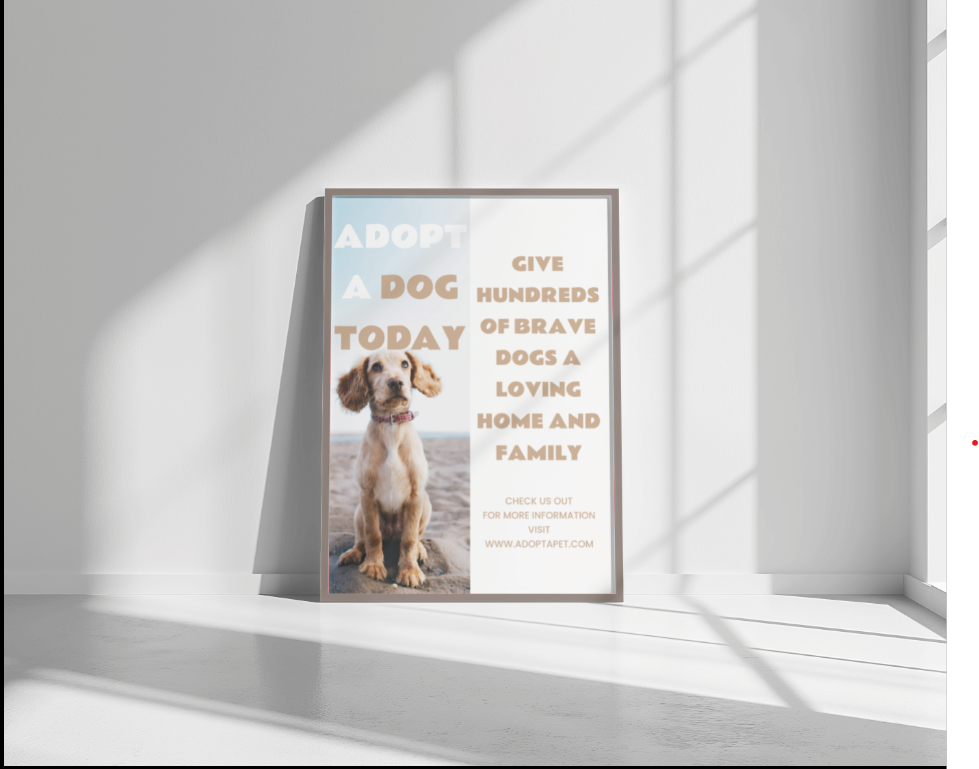 ADOPT
A DOG
TODAY
GIVE
HUNDREDS
OF BRAVE
DOGS A
LOVING
HOME AND
FAMILY
CHECK US OUT
FOR MORE INFORMATION
VISIT
WWW.ADOPTAPET.COM